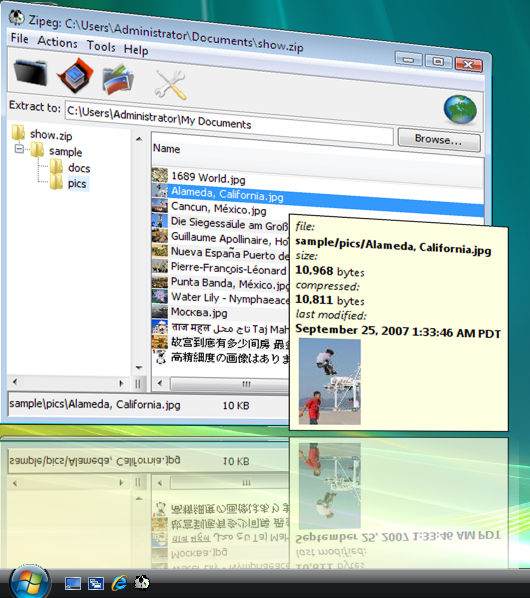 Zipeg: C:\Users\Administrator\Documents\show.zip
File Actions Tools Help
Extract to: C:\Users\Administrator\My Documents Browse...
show.zip
sample
docs
pics
Name
1689 World.jpg
Alameda, California.jpg
Cancun, México.jpg
Die Siegessäule am Groß
Guillaume Apollinaire, Ho
Nueva España Puerto de
Pierre-François-Léonard
Punta Banda, México.jpg
Water Lily - Nymphaeace
Москва.jpg
ताज महल تاج محل Taj Mah
故宫到底有多少间房 最
高精細度の画像はありま
file:
sample/pics/Alameda, California.jpg
size:
10,968 bytes
compressed:
10,811 bytes
last modified:
September 25, 2007 1:33:46 AM PDT
sample\pics\Alameda, California.jpg 10 KB